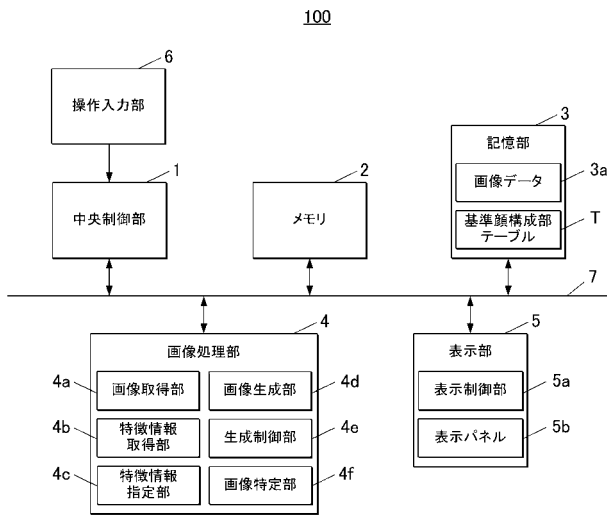 100
6
操作入力部
1
中央制御部
2
メモリ
3
記憶部
画像データ
3a
基準顔構成部
テーブル
T
7
4
画像処理部
4a
画像取得部
画像生成部
4d
4b
特徴情報
取得部
生成制御部
4e
4c
特徴情報
指定部
画像特定部
4f
5
表示部
表示制御部
5a
表示パネル
5b